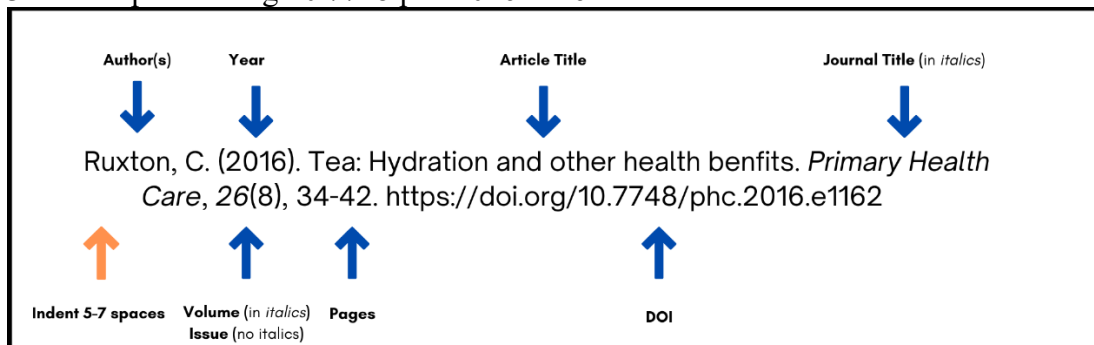 Author(s) Year Article Title Journal Title (in italics)
Ruxton, C. (2016). Tea: Hydration and other health benfits. Primary Health
Care, 26(8), 34-42. https://doi.org/10.7748/phc.2016.e1162
Indent 5-7 spaces Volume (in italics) Pages DOI
Issue (no italics)